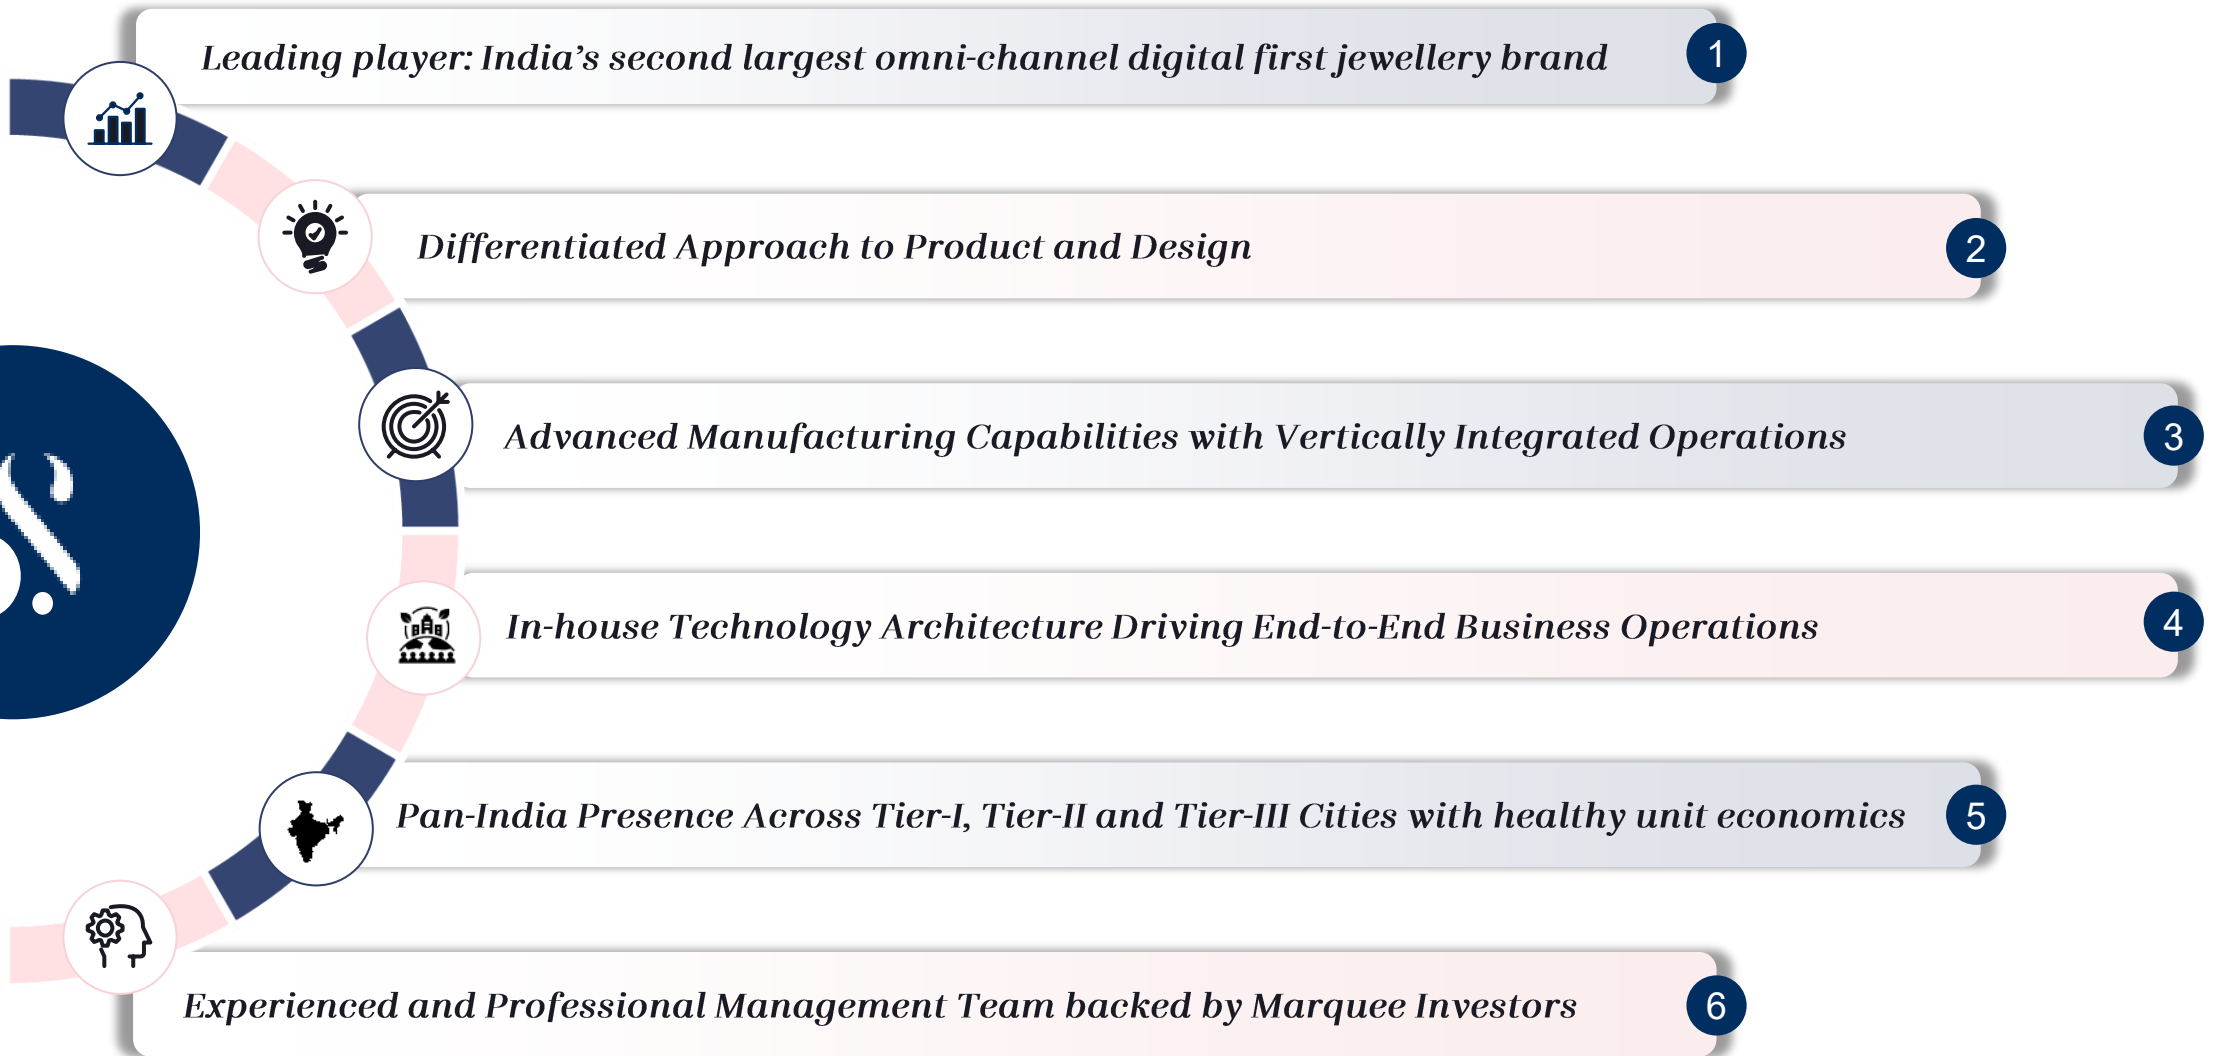 Leading player: India’s second largest omni-channel digital first jewellery brand
1
Differentiated Approach to Product and Design
2
Advanced Manufacturing Capabilities with Vertically Integrated Operations
3
In-house Technology Architecture Driving End-to-End Business Operations
4
Pan-India Presence Across Tier-I, Tier-II and Tier-III Cities with healthy unit economics
5
Experienced and Professional Management Team backed by Marquee Investors
6